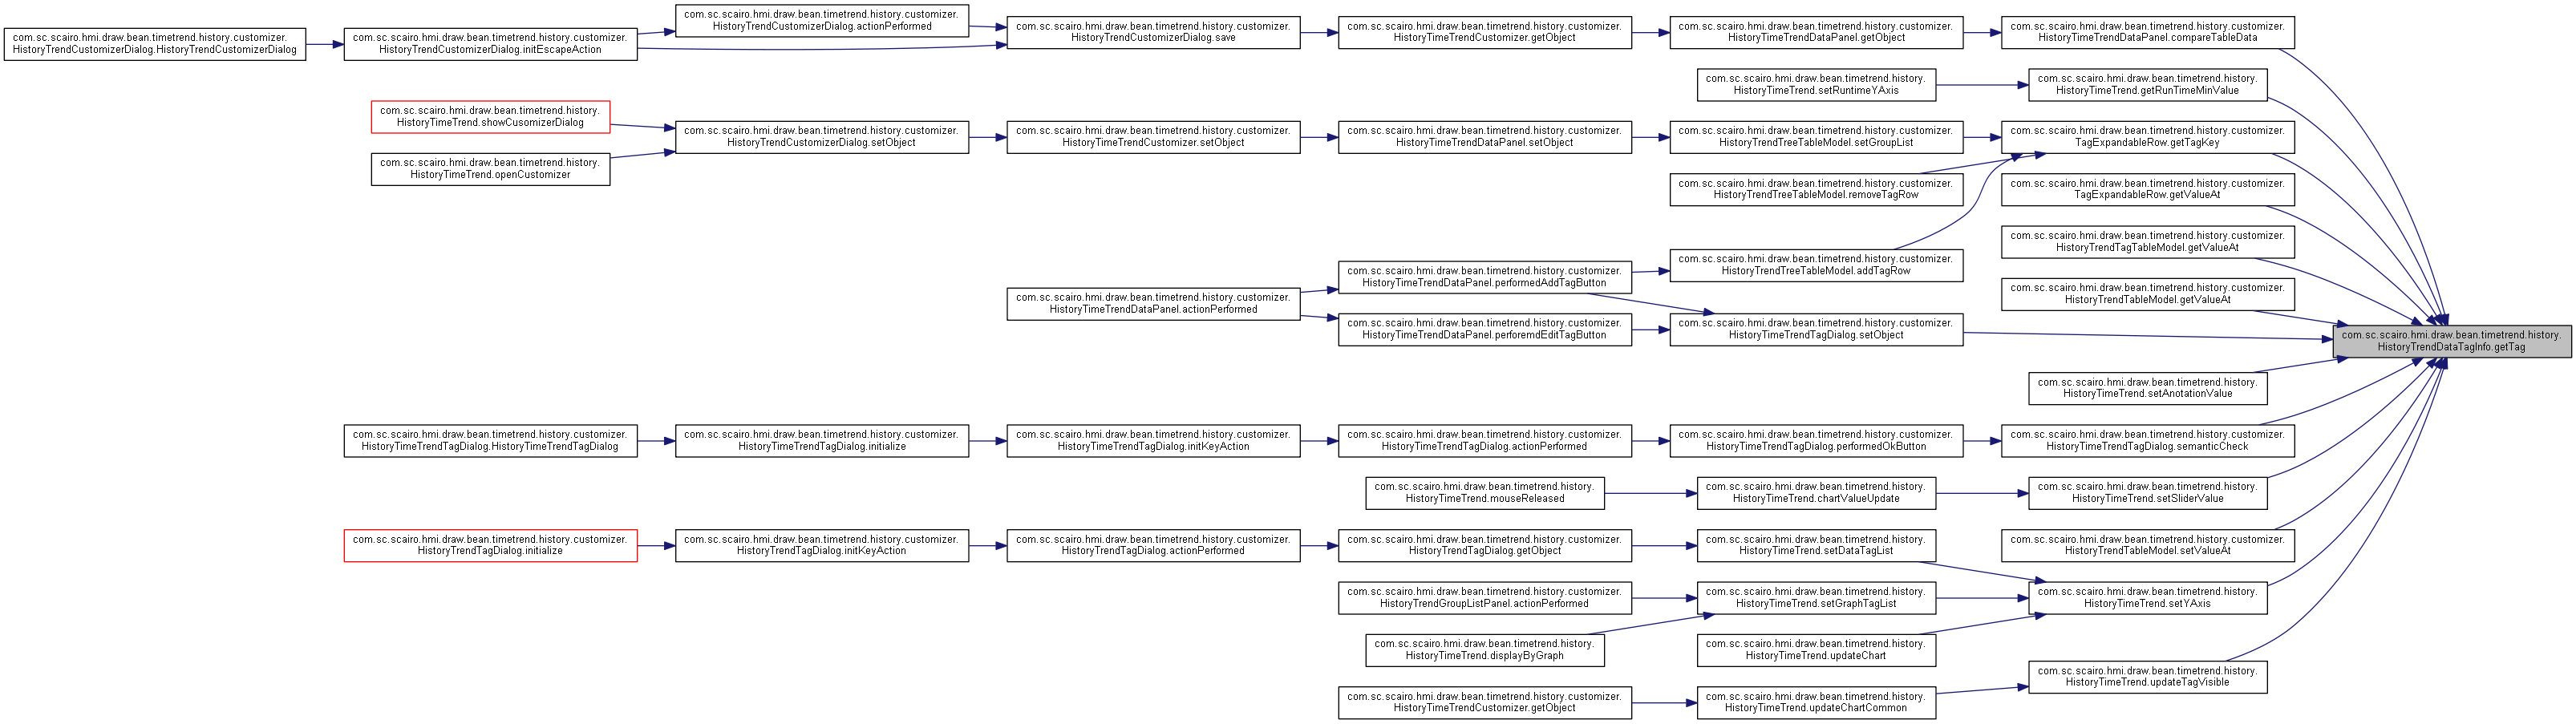 com.sc.scairo.hmi.draw.bean.timetrend.history.customizer.
HistoryTrendCustomizerDialog.HistoryTrendCustomizerDialog
com.sc.scairo.hmi.draw.bean.timetrend.history.customizer.
HistoryTrendCustomizerDialog.initEscapeAction
com.sc.scairo.hmi.draw.bean.timetrend.history.customizer.
HistoryTrendCustomizerDialog.actionPerformed
com.sc.scairo.hmi.draw.bean.timetrend.history.customizer.
HistoryTrendCustomizerDialog.save
com.sc.scairo.hmi.draw.bean.timetrend.history.customizer.
HistoryTimeTrendCustomizer.getObject
com.sc.scairo.hmi.draw.bean.timetrend.history.customizer.
HistoryTimeTrendDataPanel.getObject
com.sc.scairo.hmi.draw.bean.timetrend.history.customizer.
HistoryTimeTrendDataPanel.compareTableData
com.sc.scairo.hmi.draw.bean.timetrend.history.
HistoryTimeTrend.setRuntimeYAxis
com.sc.scairo.hmi.draw.bean.timetrend.history.
HistoryTimeTrend.getRunTimeMinValue
com.sc.scairo.hmi.draw.bean.timetrend.history.
HistoryTimeTrend.showCusomizerDialog
com.sc.scairo.hmi.draw.bean.timetrend.history.
HistoryTimeTrend.openCustomizer
com.sc.scairo.hmi.draw.bean.timetrend.history.customizer.
HistoryTrendCustomizerDialog.setObject
com.sc.scairo.hmi.draw.bean.timetrend.history.customizer.
HistoryTimeTrendCustomizer.setObject
com.sc.scairo.hmi.draw.bean.timetrend.history.customizer.
HistoryTimeTrendDataPanel.setObject
com.sc.scairo.hmi.draw.bean.timetrend.history.customizer.
HistoryTrendTreeTableModel.setGroupList
com.sc.scairo.hmi.draw.bean.timetrend.history.customizer.
TagExpandableRow.getTagKey
com.sc.scairo.hmi.draw.bean.timetrend.history.customizer.
HistoryTrendTreeTableModel.removeTagRow
com.sc.scairo.hmi.draw.bean.timetrend.history.customizer.
TagExpandableRow.getValueAt
com.sc.scairo.hmi.draw.bean.timetrend.history.customizer.
HistoryTrendTagTableModel.getValueAt
com.sc.scairo.hmi.draw.bean.timetrend.history.customizer.
HistoryTrendTreeTableModel.addTagRow
com.sc.scairo.hmi.draw.bean.timetrend.history.customizer.
HistoryTimeTrendDataPanel.performedAddTagButton
com.sc.scairo.hmi.draw.bean.timetrend.history.customizer.
HistoryTimeTrendDataPanel.actionPerformed
com.sc.scairo.hmi.draw.bean.timetrend.history.customizer.
HistoryTrendTableModel.getValueAt
com.sc.scairo.hmi.draw.bean.timetrend.history.customizer.
HistoryTimeTrendDataPanel.perforemdEditTagButton
com.sc.scairo.hmi.draw.bean.timetrend.history.customizer.
HistoryTimeTrendTagDialog.setObject
com.sc.scairo.hmi.draw.bean.timetrend.history.
HistoryTrendDataTagInfo.getTag
com.sc.scairo.hmi.draw.bean.timetrend.history.
HistoryTimeTrend.setAnotationValue
com.sc.scairo.hmi.draw.bean.timetrend.history.customizer.
HistoryTimeTrendTagDialog.HistoryTimeTrendTagDialog
com.sc.scairo.hmi.draw.bean.timetrend.history.customizer.
HistoryTimeTrendTagDialog.initialize
com.sc.scairo.hmi.draw.bean.timetrend.history.customizer.
HistoryTimeTrendTagDialog.initKeyAction
com.sc.scairo.hmi.draw.bean.timetrend.history.customizer.
HistoryTimeTrendTagDialog.actionPerformed
com.sc.scairo.hmi.draw.bean.timetrend.history.customizer.
HistoryTimeTrendTagDialog.performedOkButton
com.sc.scairo.hmi.draw.bean.timetrend.history.customizer.
HistoryTimeTrendTagDialog.semanticCheck
com.sc.scairo.hmi.draw.bean.timetrend.history.
HistoryTimeTrend.mouseReleased
com.sc.scairo.hmi.draw.bean.timetrend.history.
HistoryTimeTrend.chartValueUpdate
com.sc.scairo.hmi.draw.bean.timetrend.history.
HistoryTimeTrend.setSliderValue
com.sc.scairo.hmi.draw.bean.timetrend.history.customizer.
HistoryTrendTagDialog.initialize
com.sc.scairo.hmi.draw.bean.timetrend.history.customizer.
HistoryTrendTagDialog.initKeyAction
com.sc.scairo.hmi.draw.bean.timetrend.history.customizer.
HistoryTrendTagDialog.actionPerformed
com.sc.scairo.hmi.draw.bean.timetrend.history.customizer.
HistoryTrendTagDialog.getObject
com.sc.scairo.hmi.draw.bean.timetrend.history.
HistoryTimeTrend.setDataTagList
com.sc.scairo.hmi.draw.bean.timetrend.history.customizer.
HistoryTrendTableModel.setValueAt
com.sc.scairo.hmi.draw.bean.timetrend.history.customizer.
HistoryTrendGroupListPanel.actionPerformed
com.sc.scairo.hmi.draw.bean.timetrend.history.
HistoryTimeTrend.setGraphTagList
com.sc.scairo.hmi.draw.bean.timetrend.history.
HistoryTimeTrend.setYAxis
com.sc.scairo.hmi.draw.bean.timetrend.history.
HistoryTimeTrend.displayByGraph
com.sc.scairo.hmi.draw.bean.timetrend.history.
HistoryTimeTrend.updateChart
com.sc.scairo.hmi.draw.bean.timetrend.history.
HistoryTimeTrend.updateTagVisible
com.sc.scairo.hmi.draw.bean.timetrend.history.customizer.
HistoryTimeTrendCustomizer.getObject
com.sc.scairo.hmi.draw.bean.timetrend.history.
HistoryTimeTrend.updateChartCommon